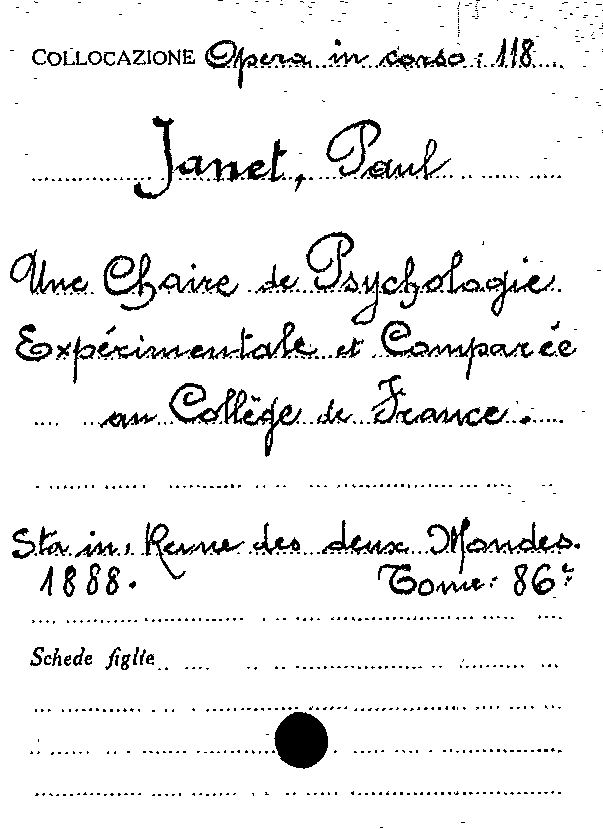 COLLOCAZIONE Opera in corso: 118
Janet, Paul
Une Chaire de Psychologie
Expérimentale et Comparée
au Collège de France.
Sta in, Revue des deux Mondes.
1888. Tome: 86e
Schede figlie